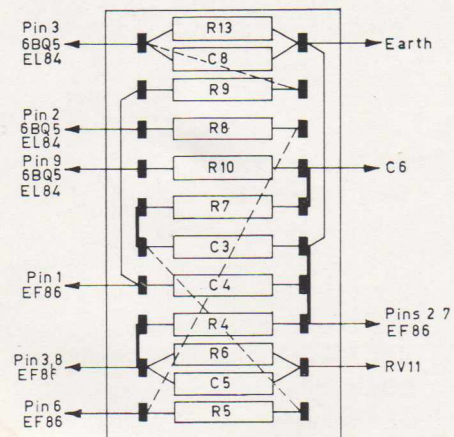 Pin 3
6BQ5
EL84
R13
Earth
C8
R9
Pin 2
6BQ5
EL84
R8
Pin 9
6BQ5
EL84
R10
C6
R7
C3
Pin 1
EF86
C4
R4
Pins 2 7
EF86
Pin 3,8
EF86
R6
RV11
C5
Pin 6
EF86
R5